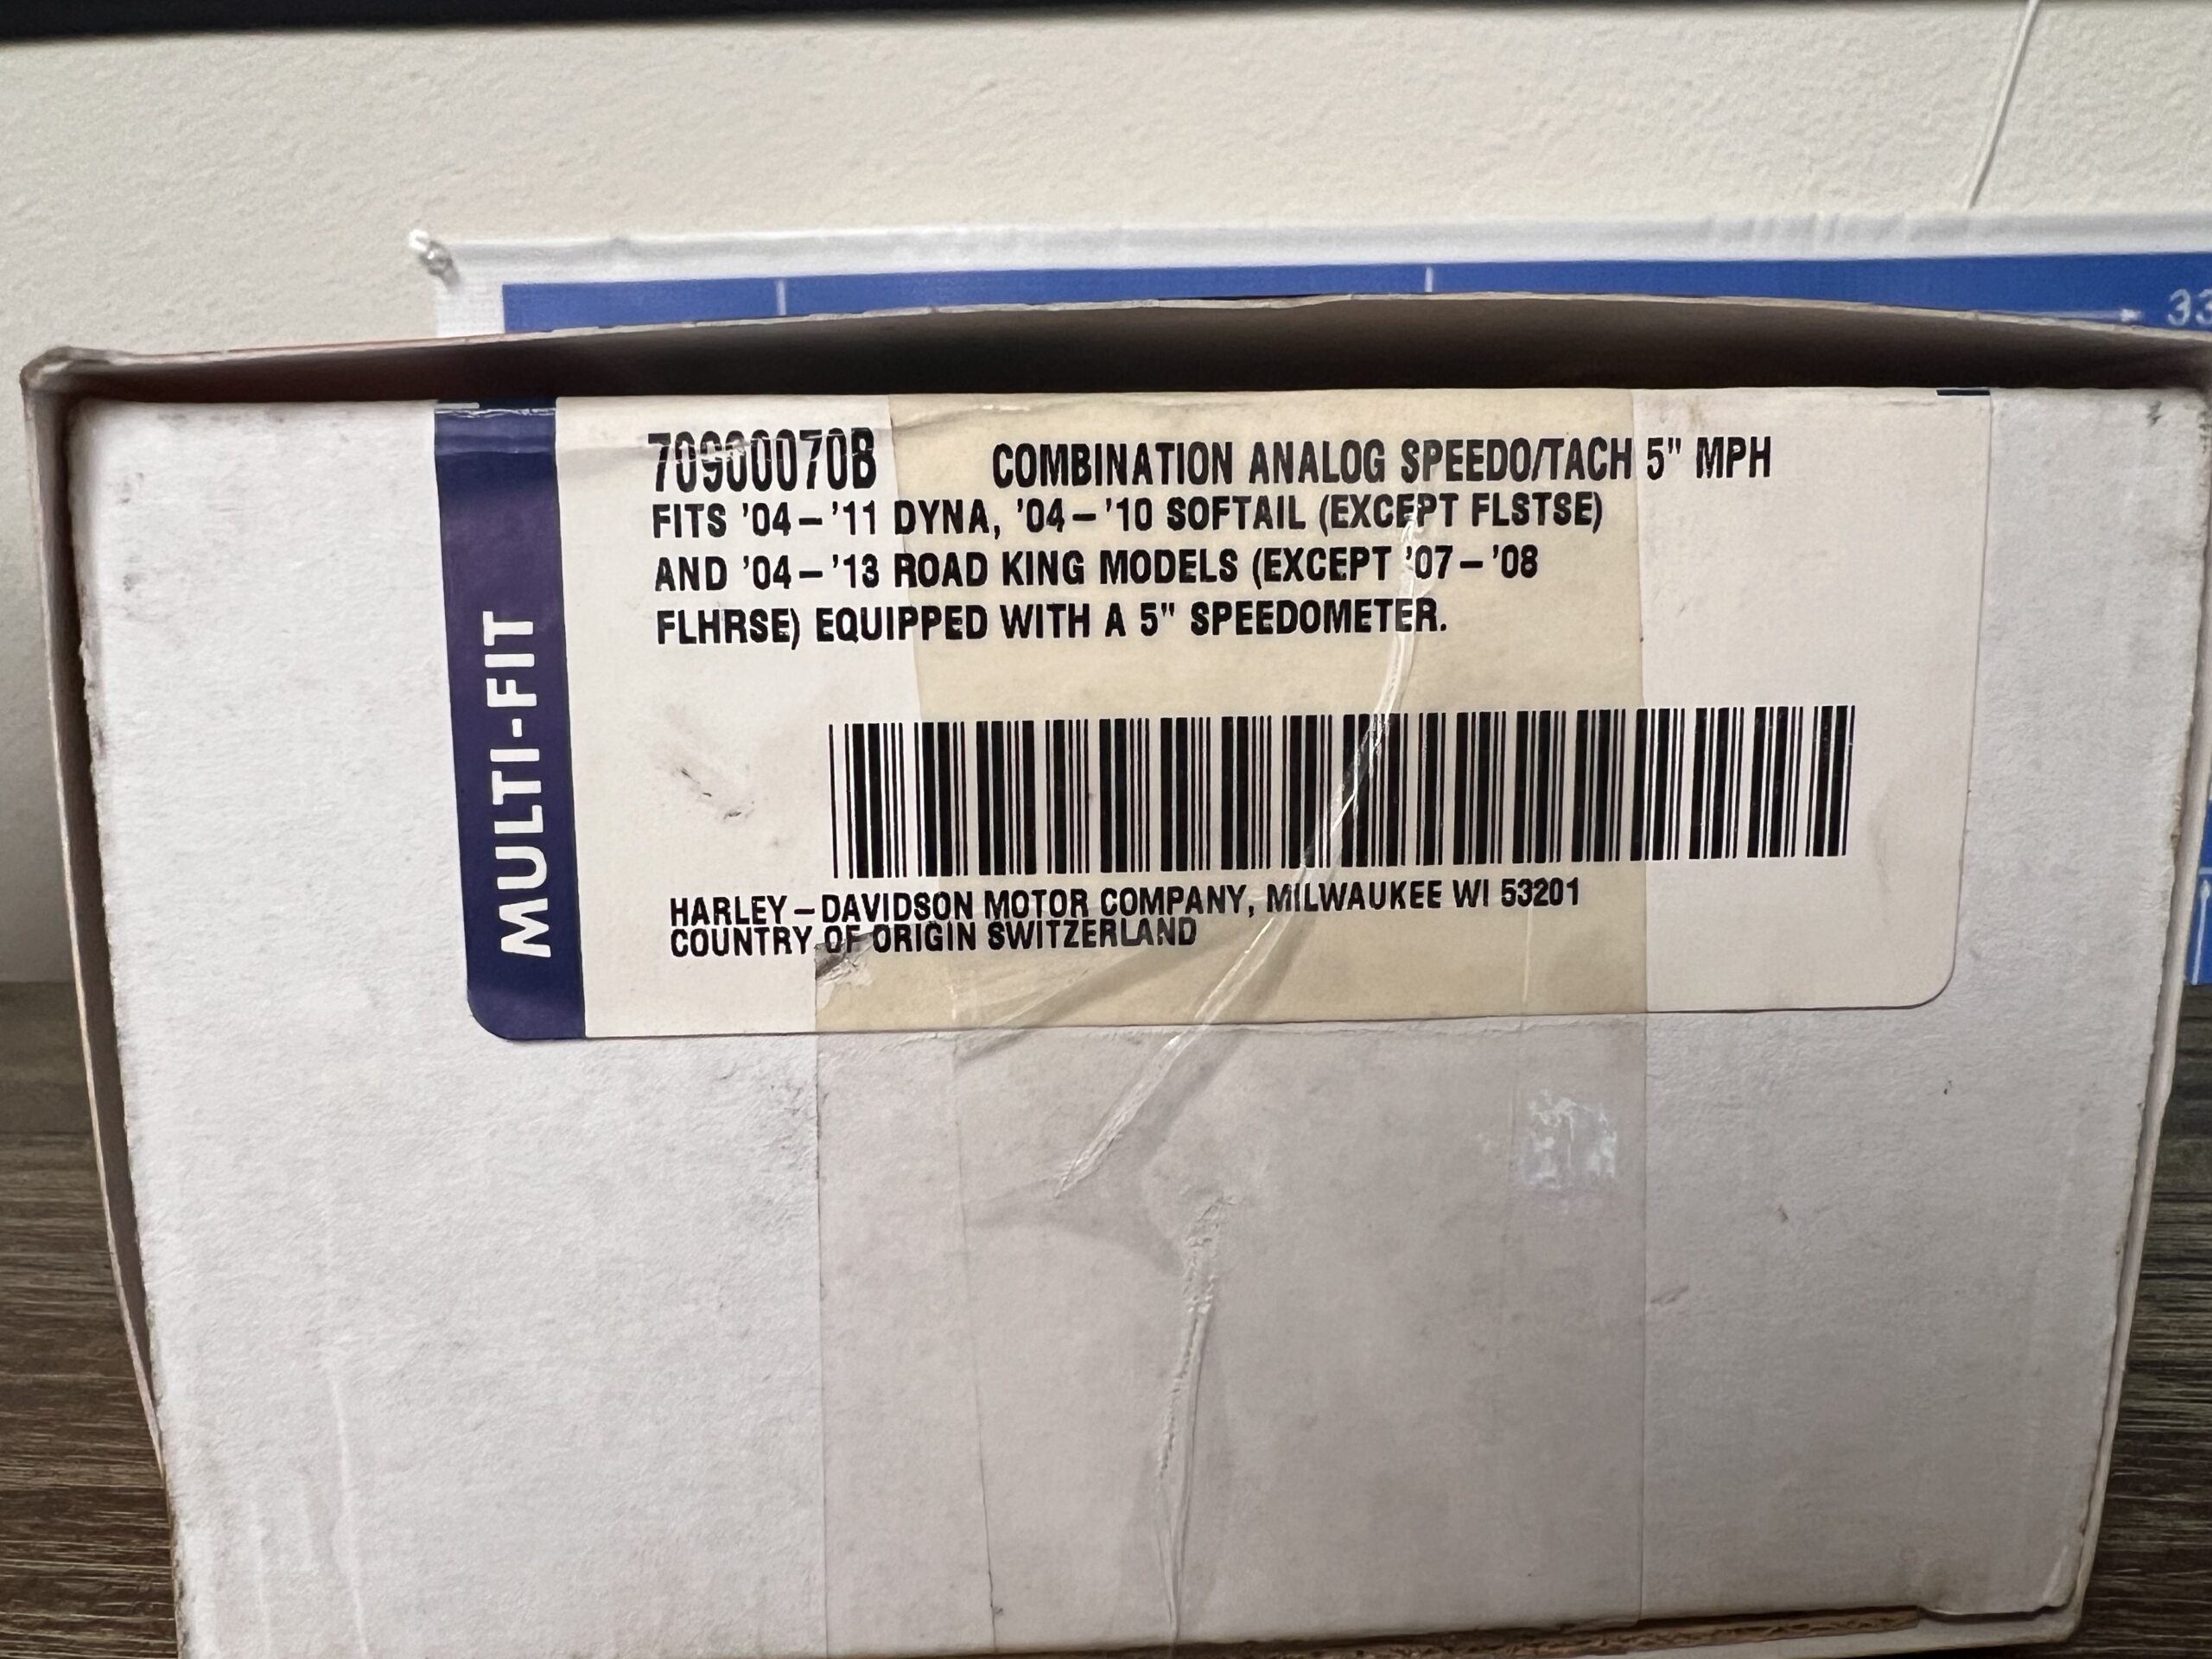 70900070B COMBINATION ANALOG SPEEDO/TACH 5" MPH
FITS '04-'11 DYNA, '04-'10 SOFTAIL (EXCEPT FLSTSE)
AND '04-'13 ROAD KING MODELS (EXCEPT '07-'08
FLHRSE) EQUIPPED WITH A 5" SPEEDOMETER.
MULTI-FIT
HARLEY-DAVIDSON MOTOR COMPANY, MILWAUKEE WI 53201
COUNTRY OF ORIGIN SWITZERLAND